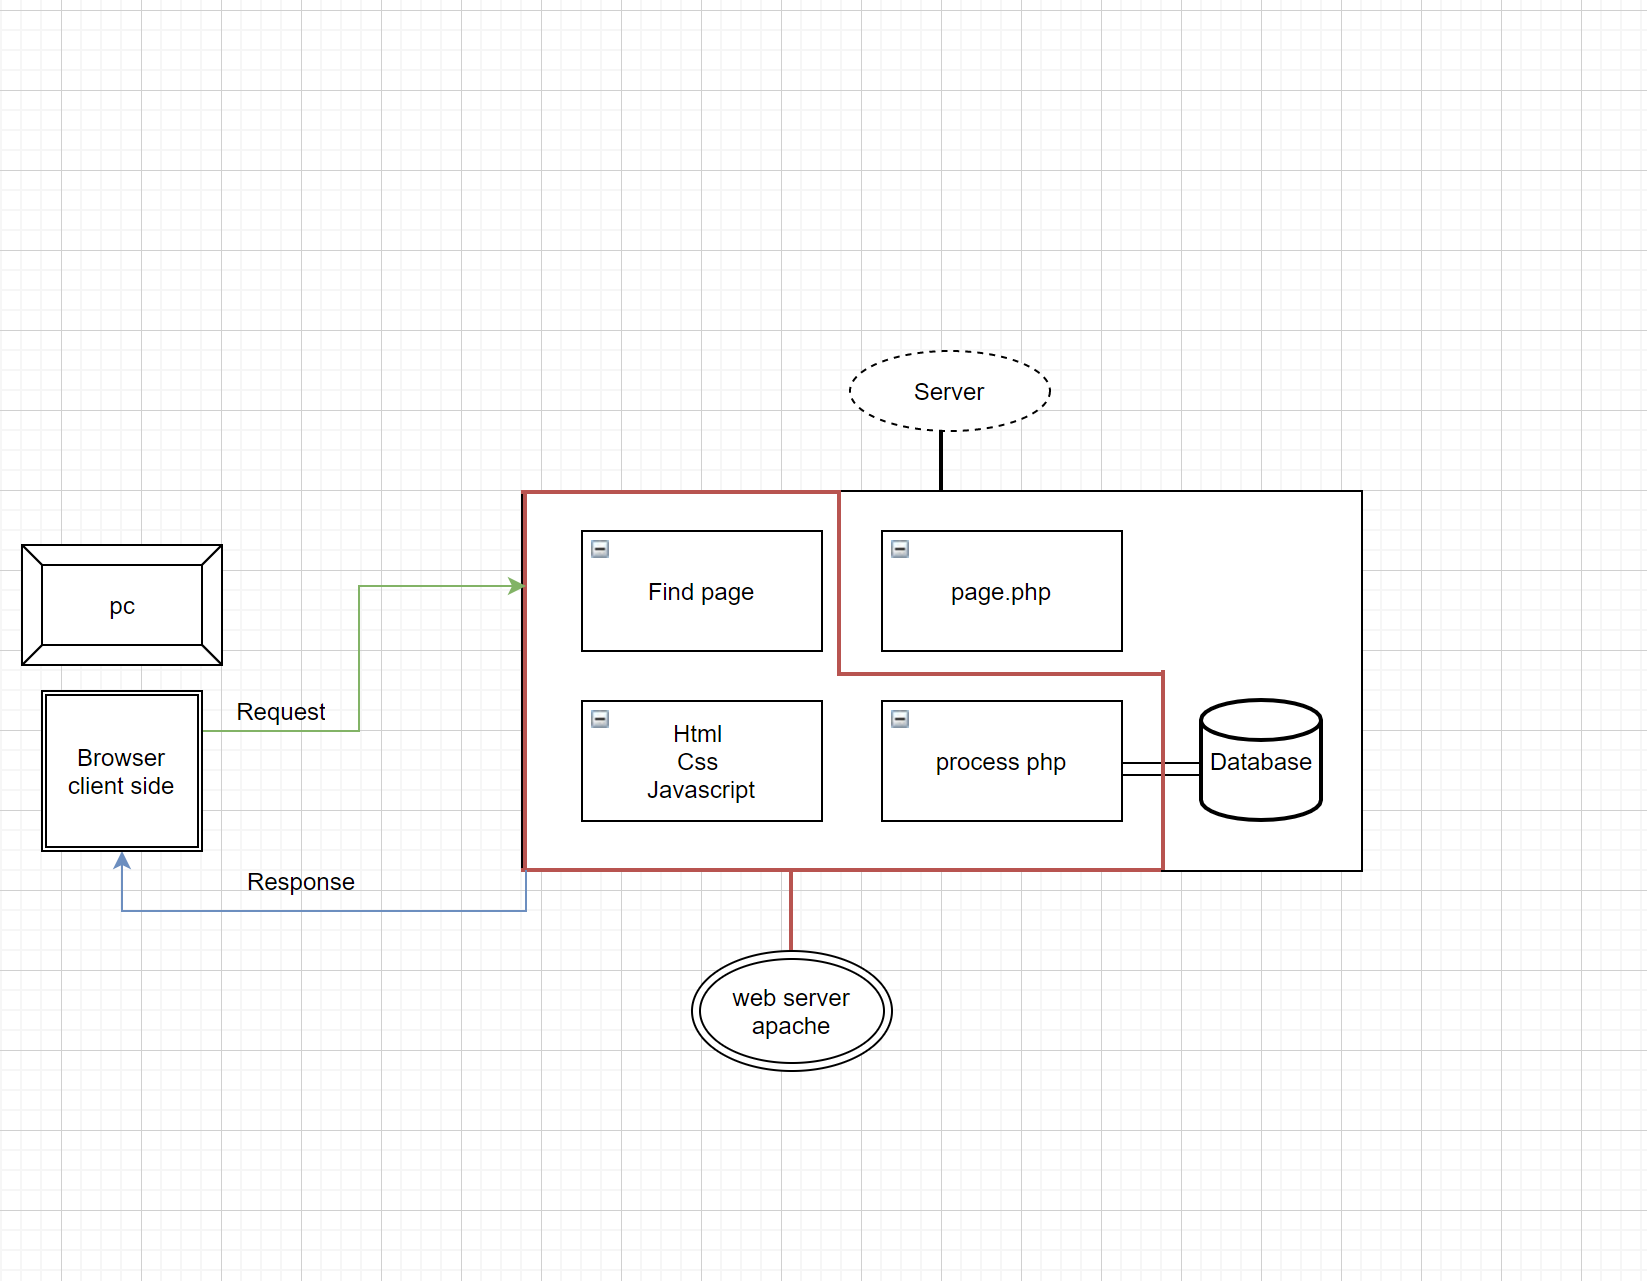 Server
Find page
page.php
pc
Request
Browser
client side
Html
Css
Javascript
process php
Database
Response
web server
apache